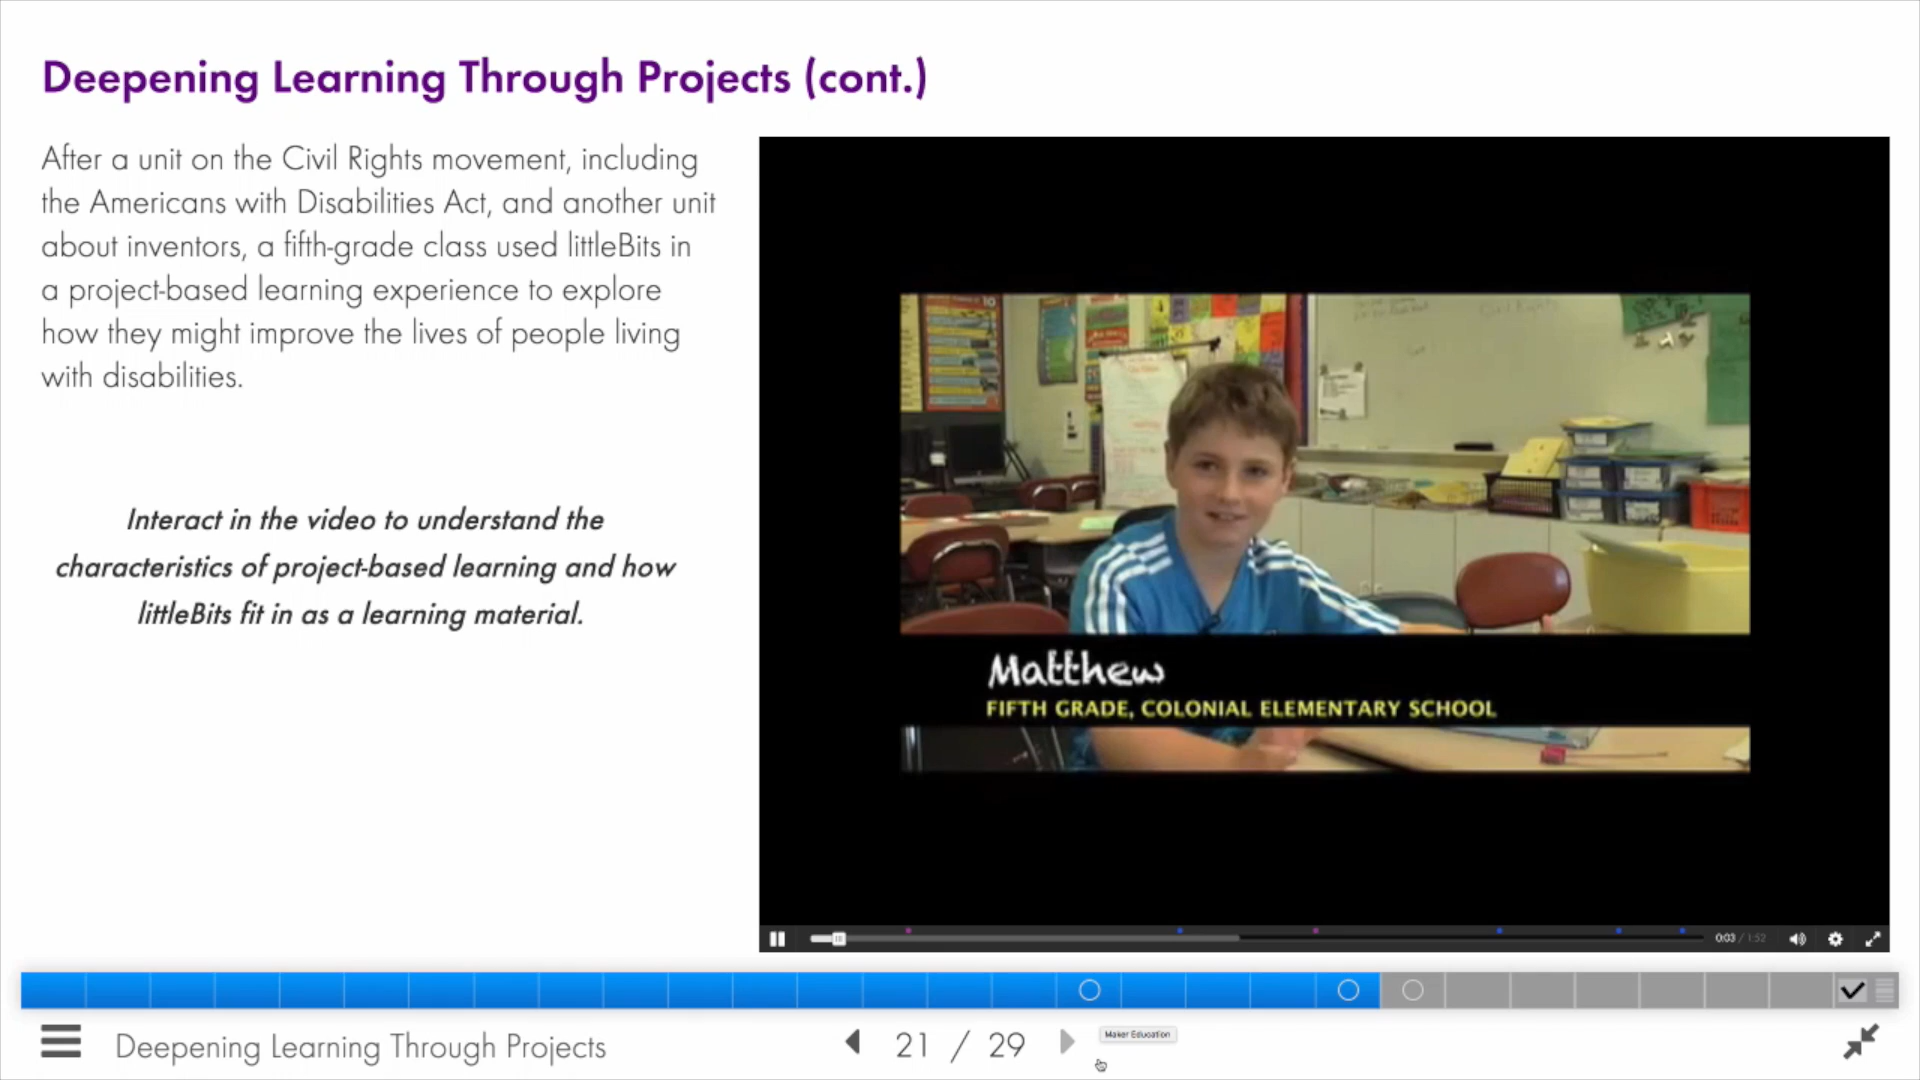 Deepening Learning Through Projects (cont.)
After a unit on the Civil Rights movement, including
the Americans with Disabilities Act, and another unit
about inventors, a fifth-grade class used littleBits in
a project-based learning experience to explore
how they might improve the lives of people living
with disabilities.
Interact in the video to understand the
characteristics of project-based learning and how
littleBits fit in as a learning material.
Civil Rights
Matthew
FIFTH GRADE, COLONIAL ELEMENTARY SCHOOL
0:03 / 1:52
Deepening Learning Through Projects
21 / 29
Maker Education